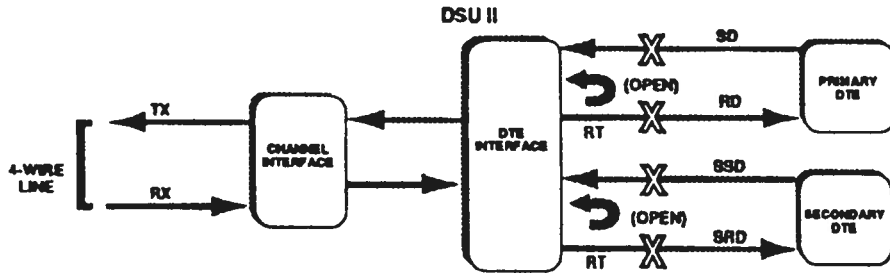 DSU II
SD
(OPEN)
RD
RT
PRIMARY
DTE
TX
CHANNEL
INTERFACE
DTE
INTERFACE
4-WIRE
LINE
RX
SSD
(OPEN)
SRD
RT
SECONDARY
DTE